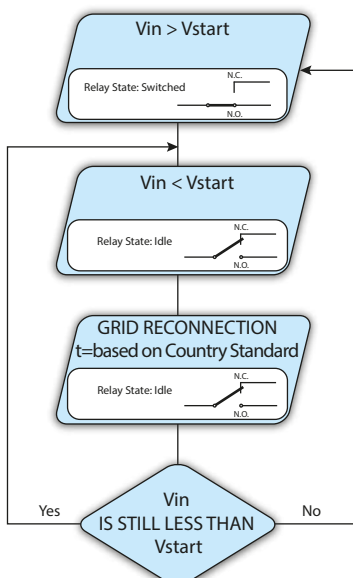 Vin > Vstart
N.C.
Relay State: Switched
N.O.
Vin < Vstart
N.C.
Relay State: Idle
N.O.
GRID RECONNECTION
t=based on Country Standard
N.C.
Relay State: Idle
N.O.
Yes
Vin
IS STILL LESS THAN
Vstart
No